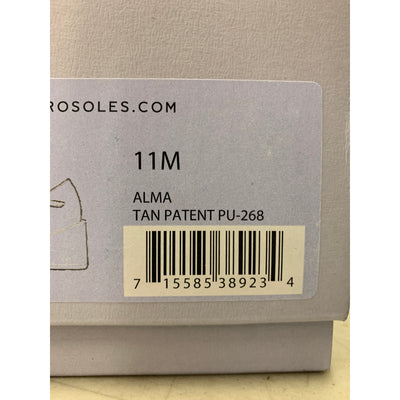 ROSOLES.COM
11M
ALMA
TAN PATENT PU-268
7 15585 38923 4